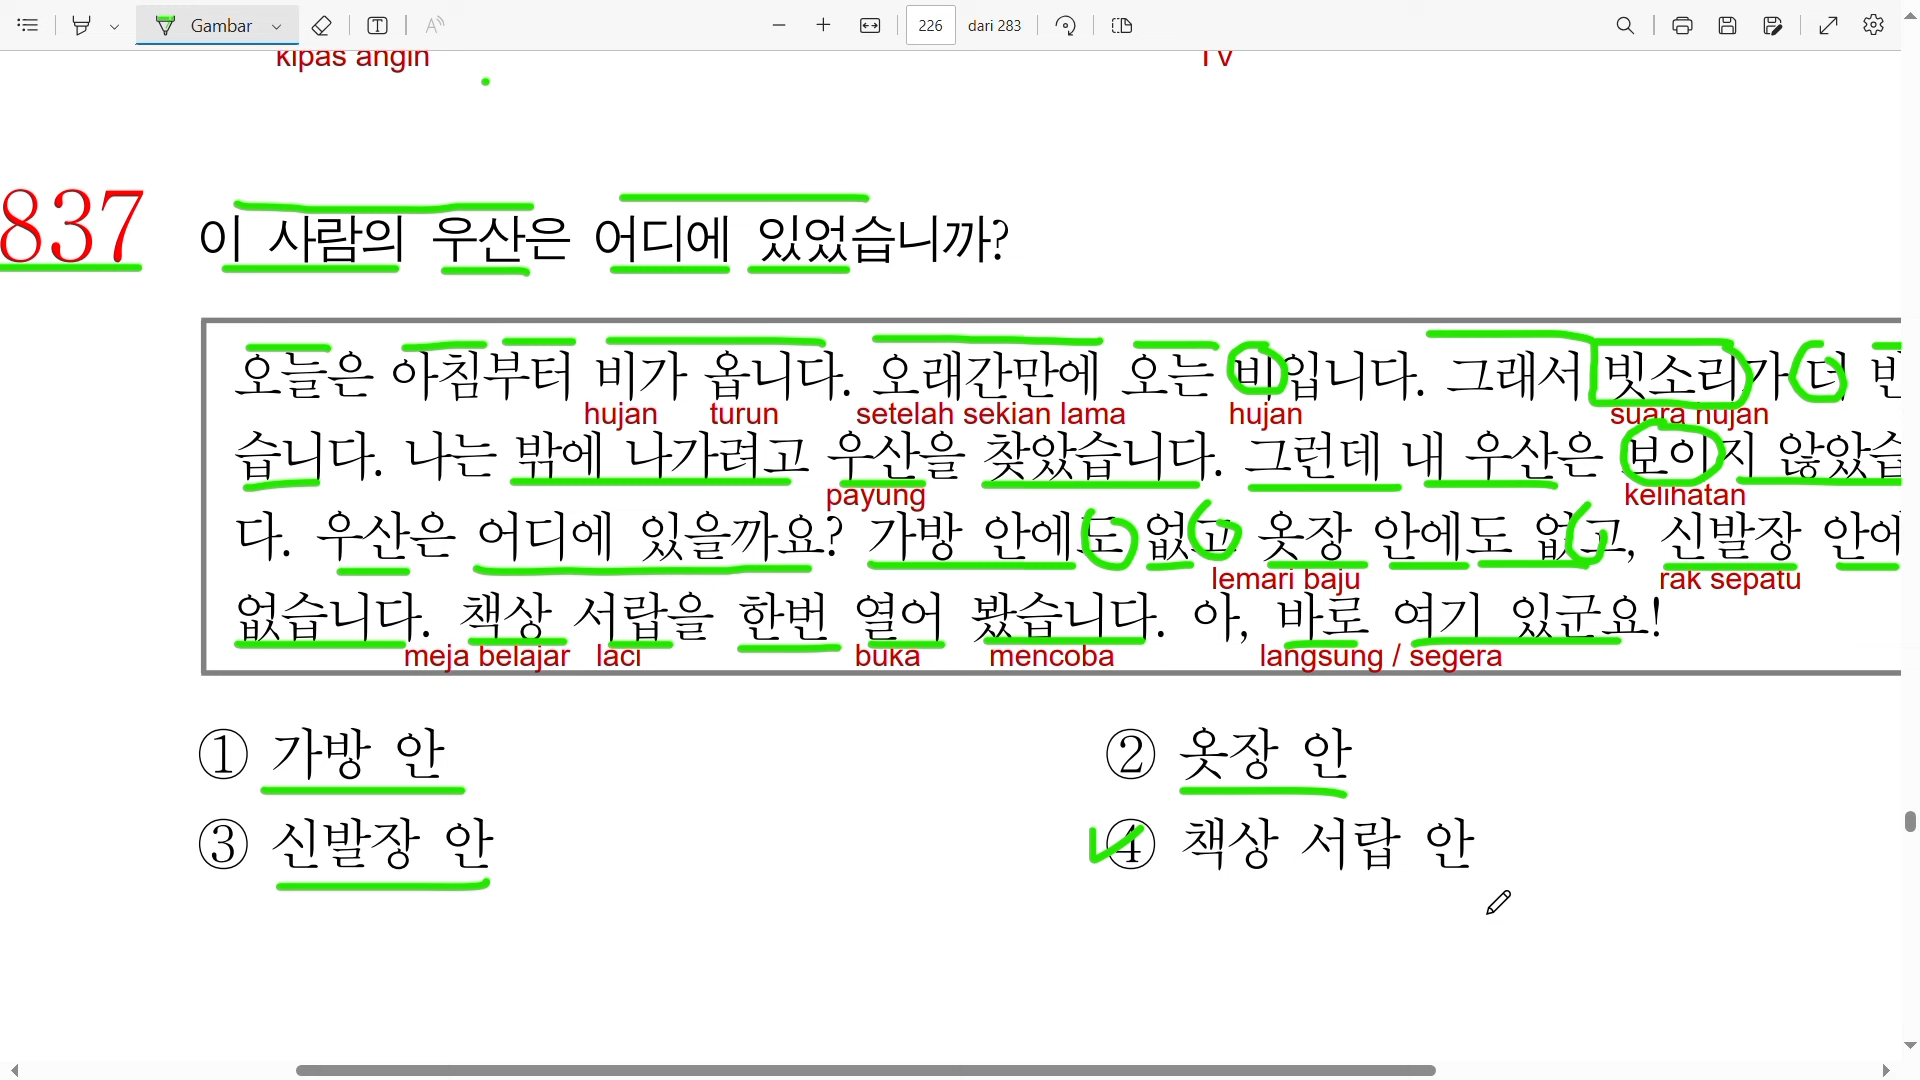 Gambar
226 dari 283
kipas angin TV
837 이 사람의 우산은 어디에 있었습니까?
오늘은 아침부터 비가 옵니다. 오래간만에 오는 비입니다. 그래서 빗소리가 더
hujan turun setelah sekian lama hujan suara hujan
습니다. 나는 밖에 나가려고 우산을 찾았습니다. 그런데 내 우산은 보이지 않았습
payung kelihatan
다. 우산은 어디에 있을까요? 가방 안에도 없고 옷장 안에도 없고, 신발장 안에
lemari baju rak sepatu
없습니다. 책상 서랍을 한번 열어 봤습니다. 아, 바로 여기 있군요!
meja belajar laci buka mencoba langsung / segera
① 가방 안 ② 옷장 안
③ 신발장 안 ④ 책상 서랍 안